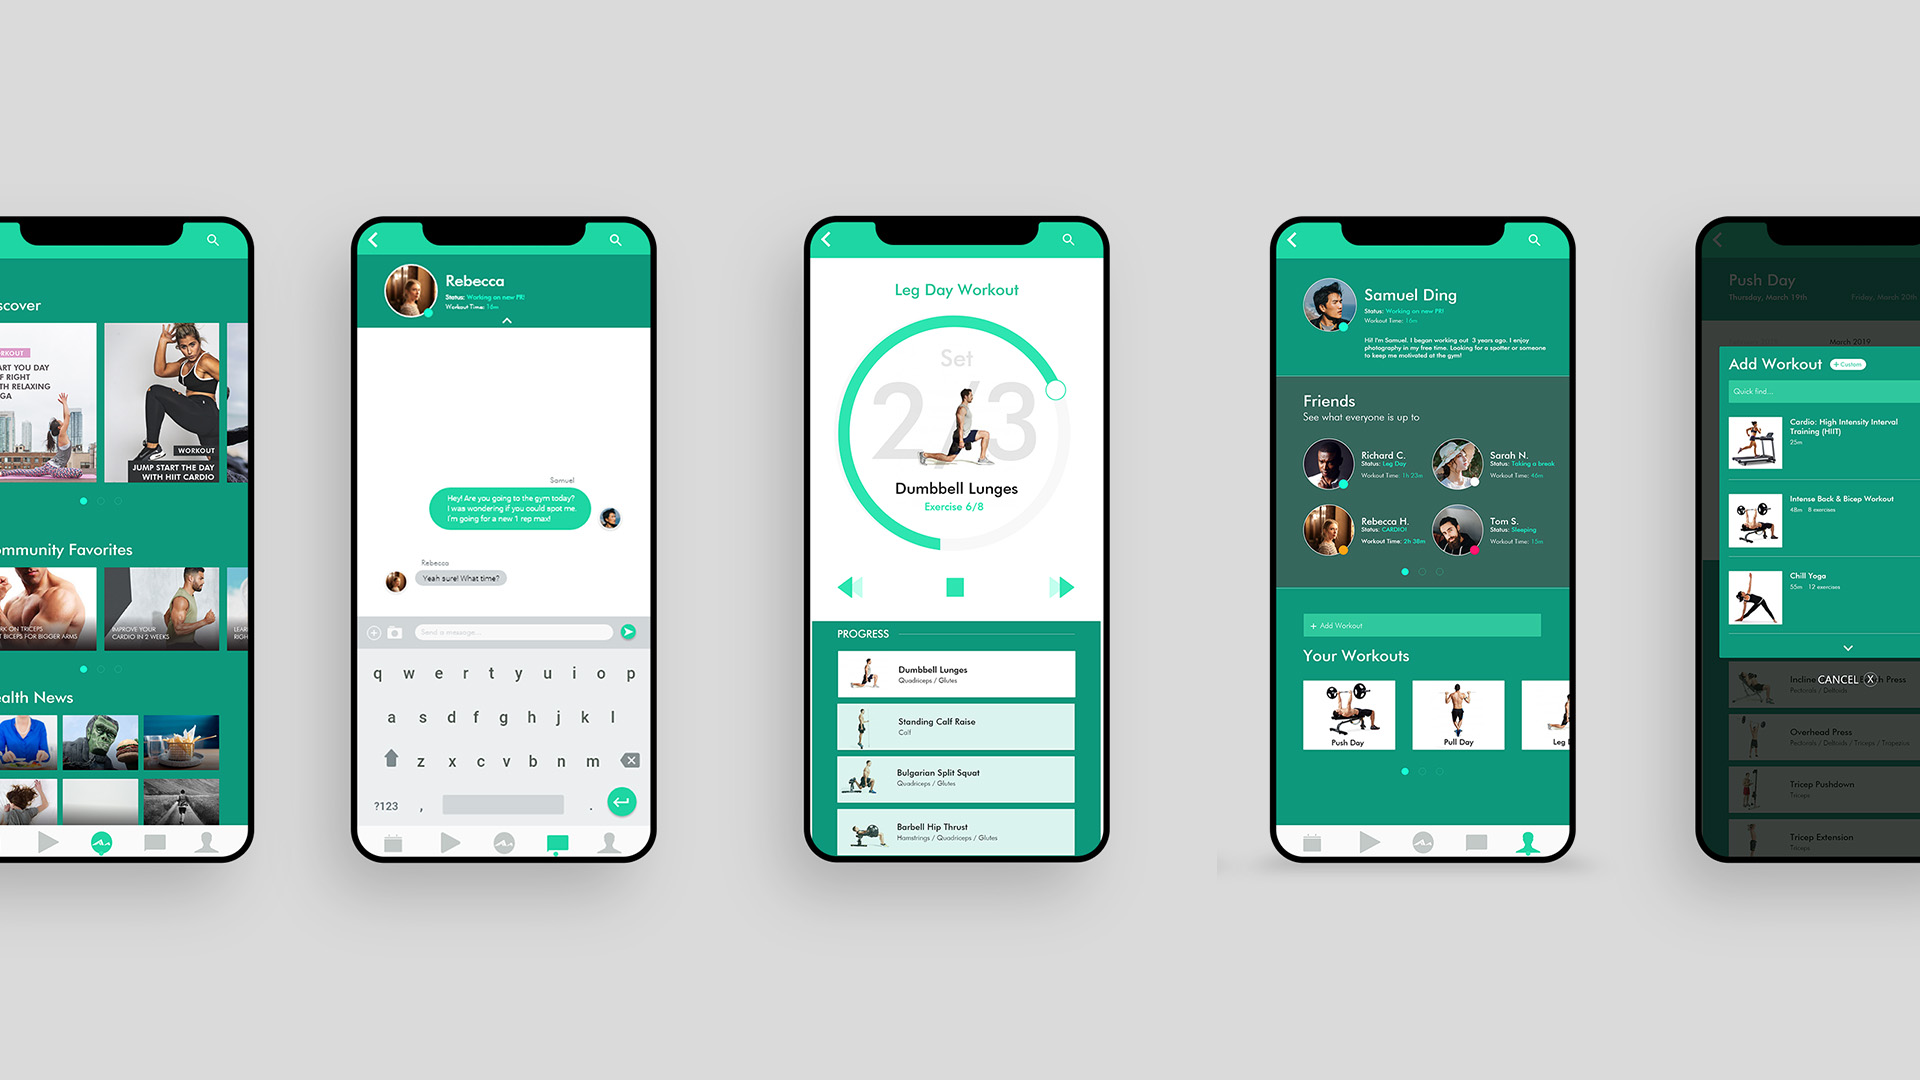 scover
RKOUT
ART YOU DAY
F RIGHT
TH RELAXING
GA
WORKOUT
JUMP START THE DAY
WITH HIIT CARDIO
ommunity Favorites
RK ON TRICEPS
T BICEPS FOR BIGGER ARMS
IMPROVE YOUR
CARDIO IN 2 WEEKS
LEAR
RIGH
ealth News
Rebecca
Status: Working on new PR!
Workout Time: 16m
Samuel
Hey! Are you going to the gym today?
I was wondering if you could spot me.
I'm going for a new 1 rep max!
Rebecca
Yeah sure! What time?
Send a message...
q w e r t y u i o p
a s d f g h j k l
z x c v b n m
?123 , .
Leg Day Workout
Set
2/3
Dumbbell Lunges
Exercise 6/8
PROGRESS
Dumbbell Lunges
Quadriceps / Glutes
Standing Calf Raise
Calf
Bulgarian Split Squat
Quadriceps / Glutes
Barbell Hip Thrust
Hamstrings / Quadriceps / Glutes
Samuel Ding
Status: Working on new PR!
Workout Time: 16m
Hi! I'm Samuel. I began working out 3 years ago. I enjoy
photography in my free time. Looking for a spotter or someone
to keep me motivated at the gym!
Friends
See what everyone is up to
Richard C.
Status: Leg Day
Workout Time: 1h 23m
Sarah N.
Status: Taking a break
Workout Time: 46m
Rebecca H.
Status: CARDIO!
Workout Time: 2h 38m
Tom S.
Status: Sleeping
Workout Time: 15m
+ Add Workout
Your Workouts
Push Day
Pull Day
Leg
Push Day
Thursday, March 19th
Friday, March 20th
March 2019
Add Workout
+ Custom
Quick find...
Cardio: High Intensity Interval
Training (HIIT)
25m
Intense Back & Bicep Workout
48m 8 exercises
Chill Yoga
55m 12 exercises
CANCEL X
Incline Press
Pectorals / Deltoids
Overhead Press
Pectorals / Deltoids / Triceps / Trapezius
Tricep Pushdown
Triceps
Tricep Extension
Triceps